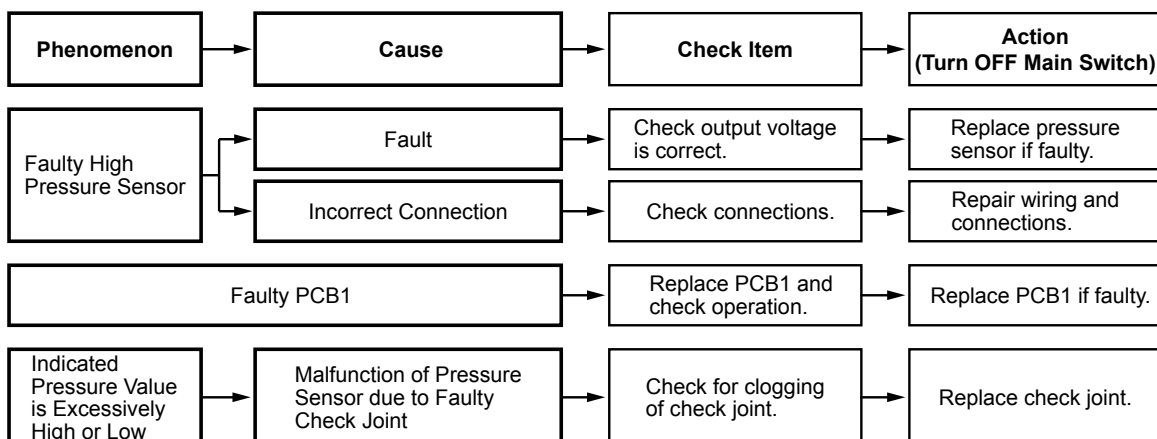 Phenomenon
Cause
Check Item
Action
(Turn OFF Main Switch)
Faulty High
Pressure Sensor
Fault
Check output voltage
is correct.
Replace pressure
sensor if faulty.
Incorrect Connection
Check connections.
Repair wiring and
connections.
Faulty PCB1
Replace PCB1 and
check operation.
Replace PCB1 if faulty.
Indicated
Pressure Value
is Excessively
High or Low
Malfunction of Pressure
Sensor due to Faulty
Check Joint
Check for clogging
of check joint.
Replace check joint.